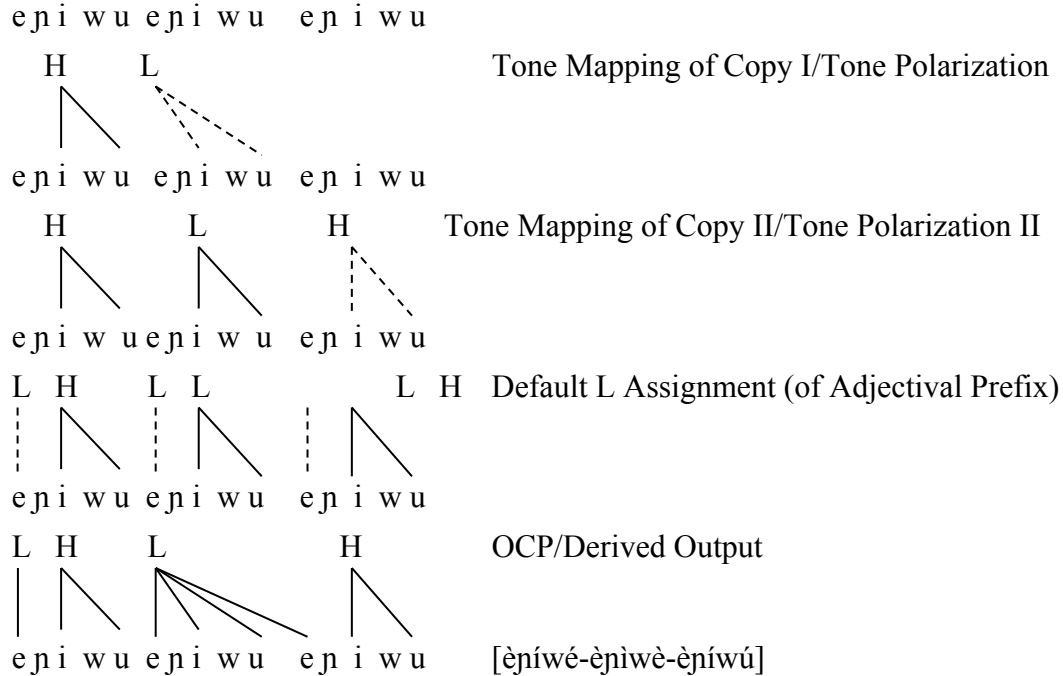 e ɲ i w u e ɲ i w u e ɲ i w u
H L Tone Mapping of Copy I/Tone Polarization
e ɲ i w u e ɲ i w u e ɲ i w u
H L H Tone Mapping of Copy II/Tone Polarization II
e ɲ i w u e ɲ i w u e ɲ i w u
L H L L L H Default L Assignment (of Adjectival Prefix)
e ɲ i w u e ɲ i w u e ɲ i w u
L H L H OCP/Derived Output
e ɲ i w u e ɲ i w u e ɲ i w u [èɲíwé-èɲìwè-èɲíwú]